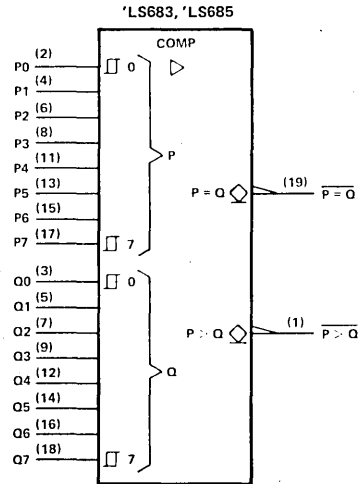 'LS683, 'LS685
COMP
P0 (2) 0
P1 (4)
P2 (6)
P3 (8)
P
P4 (11)
P5 (13) P = Q (19) P = Q
P6 (15)
P7 (17) 7
Q0 (3) 0
Q1 (5)
Q2 (7) P > Q (1) P > Q
Q3 (9)
Q
Q4 (12)
Q5 (14)
Q6 (16)
Q7 (18) 7